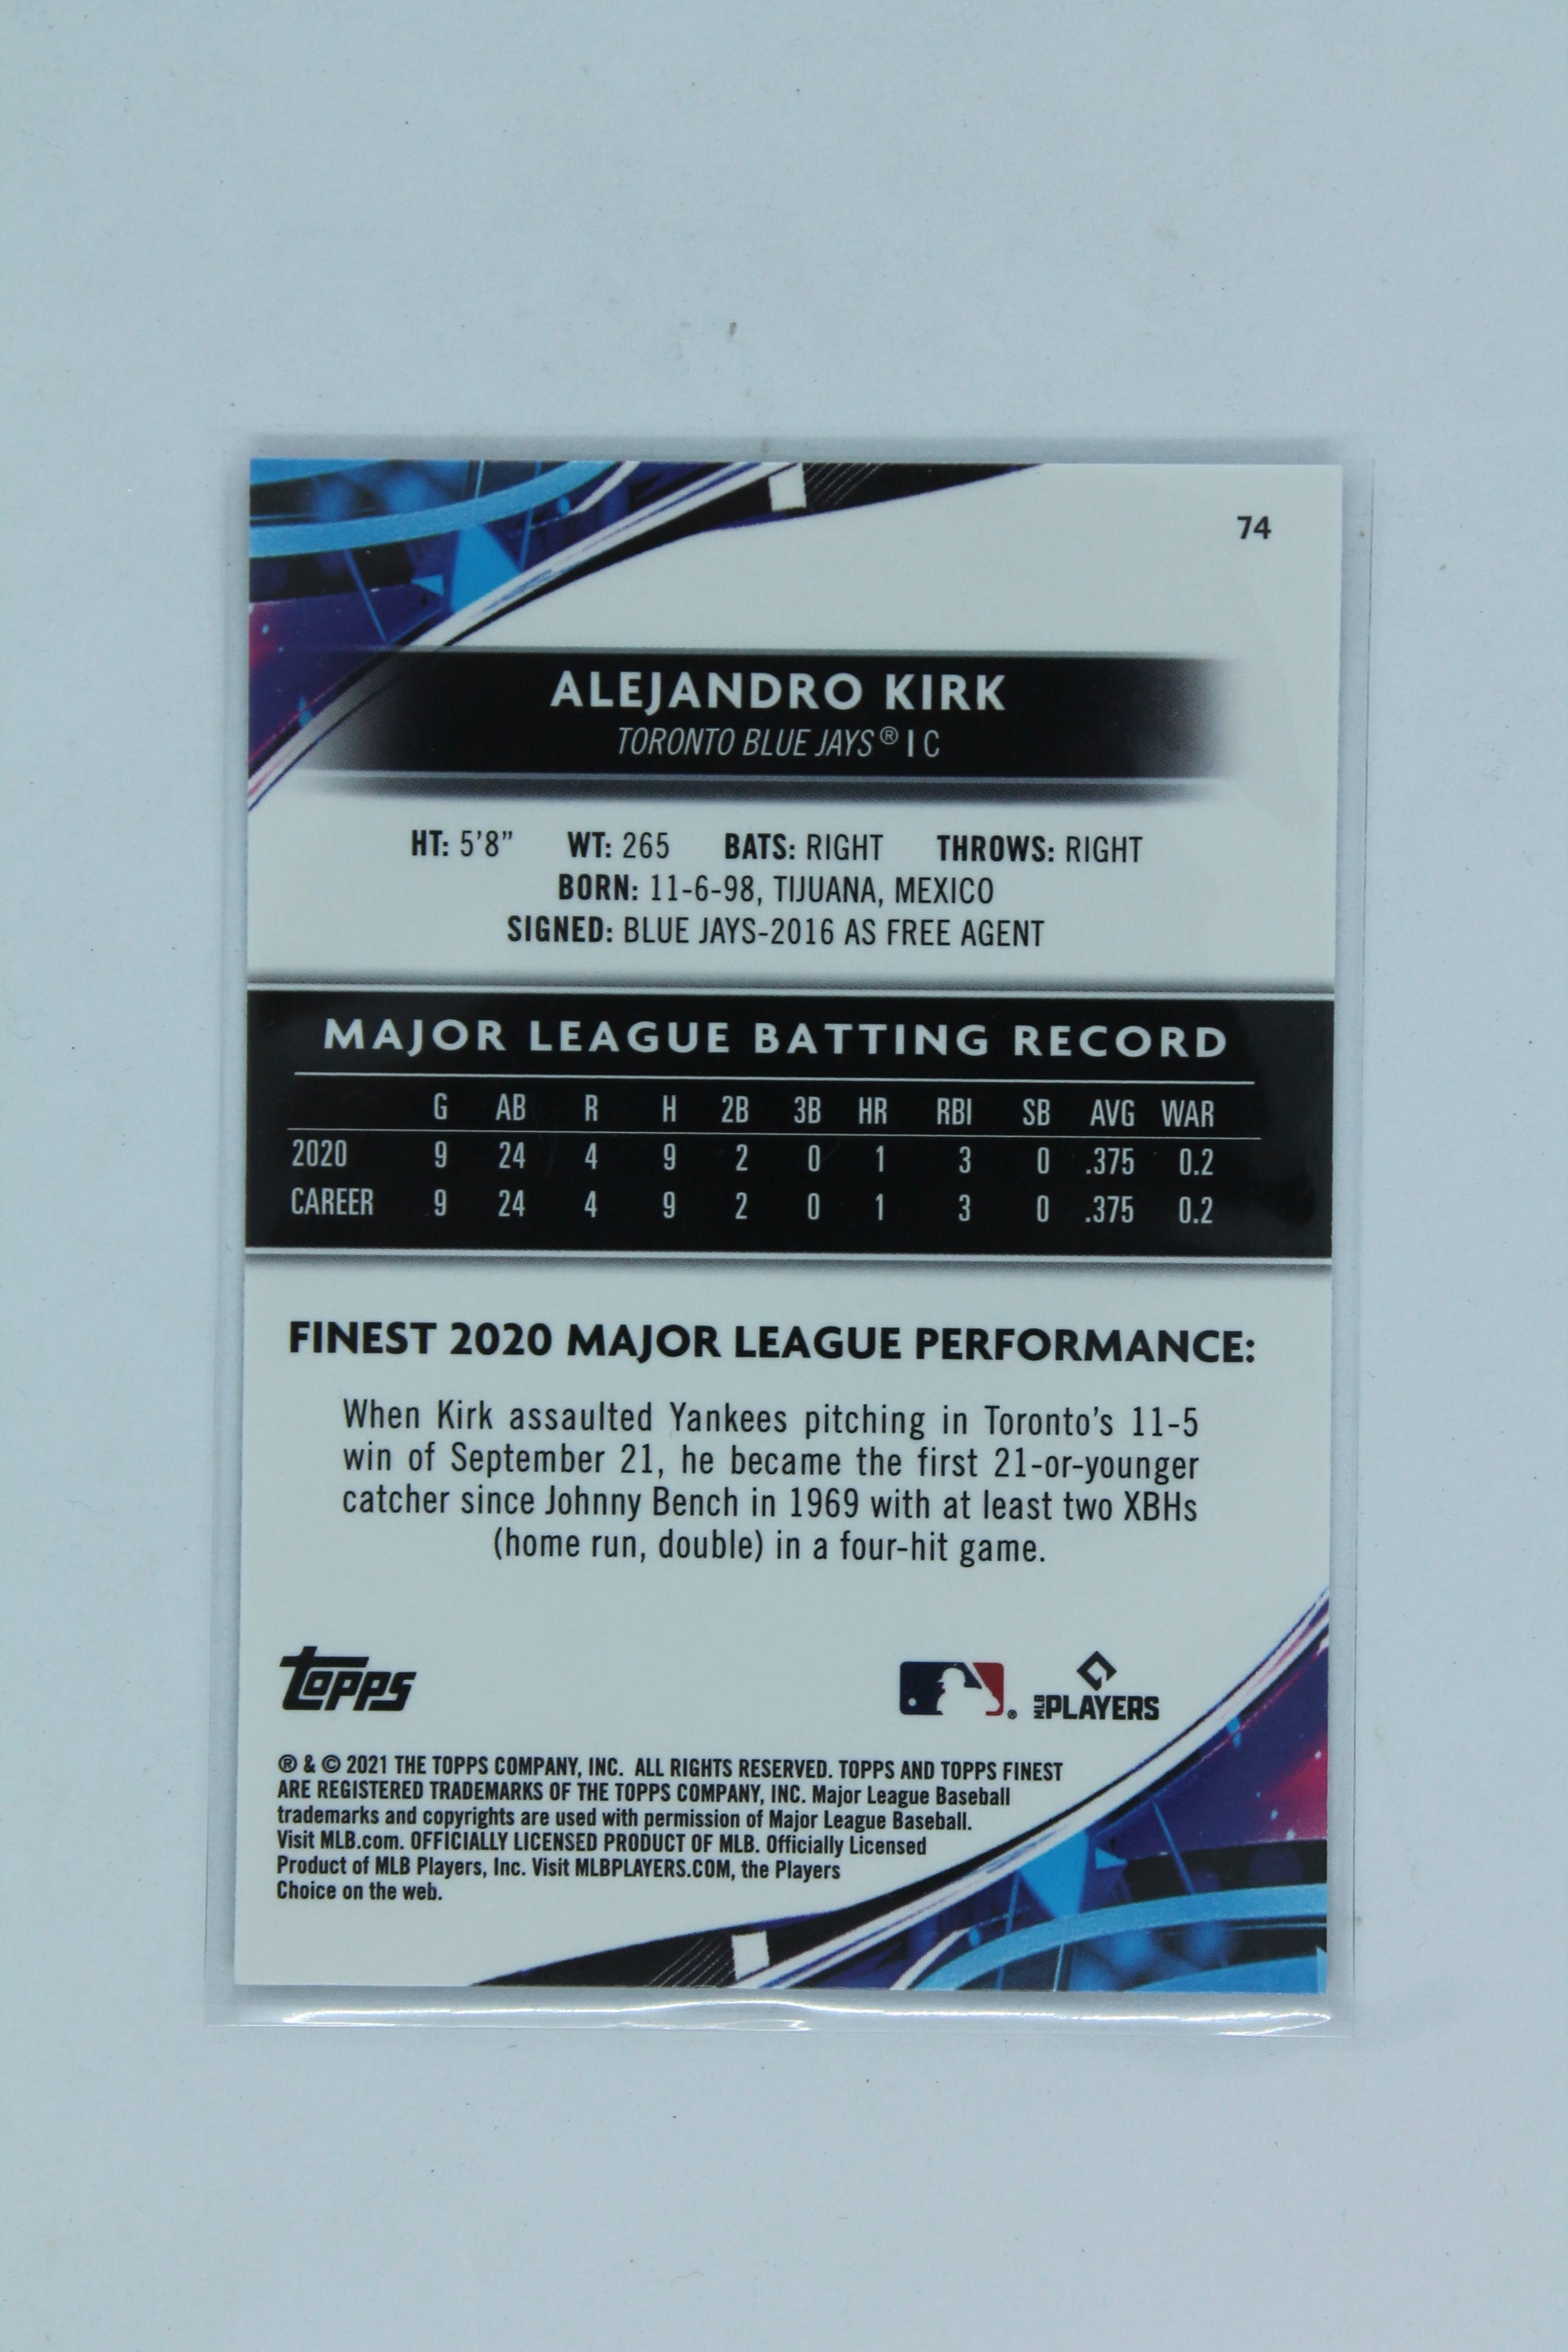 74
ALEJANDRO KIRK
TORONTO BLUE JAYS® | C
HT: 5'8" WT: 265 BATS: RIGHT THROWS: RIGHT
BORN: 11-6-98, TIJUANA, MEXICO
SIGNED: BLUE JAYS-2016 AS FREE AGENT
MAJOR LEAGUE BATTING RECORD
G AB R H 2B 3B HR RBI SB AVG WAR
2020 9 24 4 9 2 0 1 3 0 .375 0.2
CAREER 9 24 4 9 2 0 1 3 0 .375 0.2
FINEST 2020 MAJOR LEAGUE PERFORMANCE:
When Kirk assaulted Yankees pitching in Toronto's 11-5
win of September 21, he became the first 21-or-younger
catcher since Johnny Bench in 1969 with at least two XBHs
(home run, double) in a four-hit game.
topps
® MLB PLAYERS
® & © 2021 THE TOPPS COMPANY, INC. ALL RIGHTS RESERVED. TOPPS AND TOPPS FINEST
ARE REGISTERED TRADEMARKS OF THE TOPPS COMPANY, INC. Major League Baseball
trademarks and copyrights are used with permission of Major League Baseball.
Visit MLB.com. OFFICIALLY LICENSED PRODUCT OF MLB. Officially Licensed
Product of MLB Players, Inc. Visit MLBPLAYERS.COM, the Players
Choice on the web.